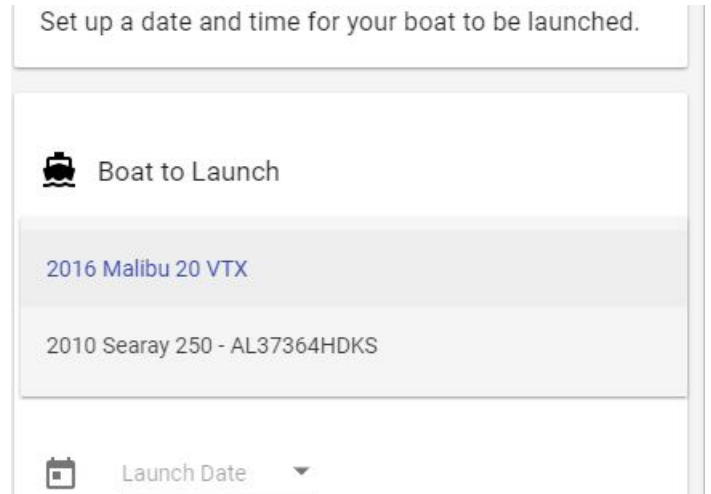 Set up a date and time for your boat to be launched.
Boat to Launch
2016 Malibu 20 VTX
2010 Searay 250 - AL37364HDKS
Launch Date